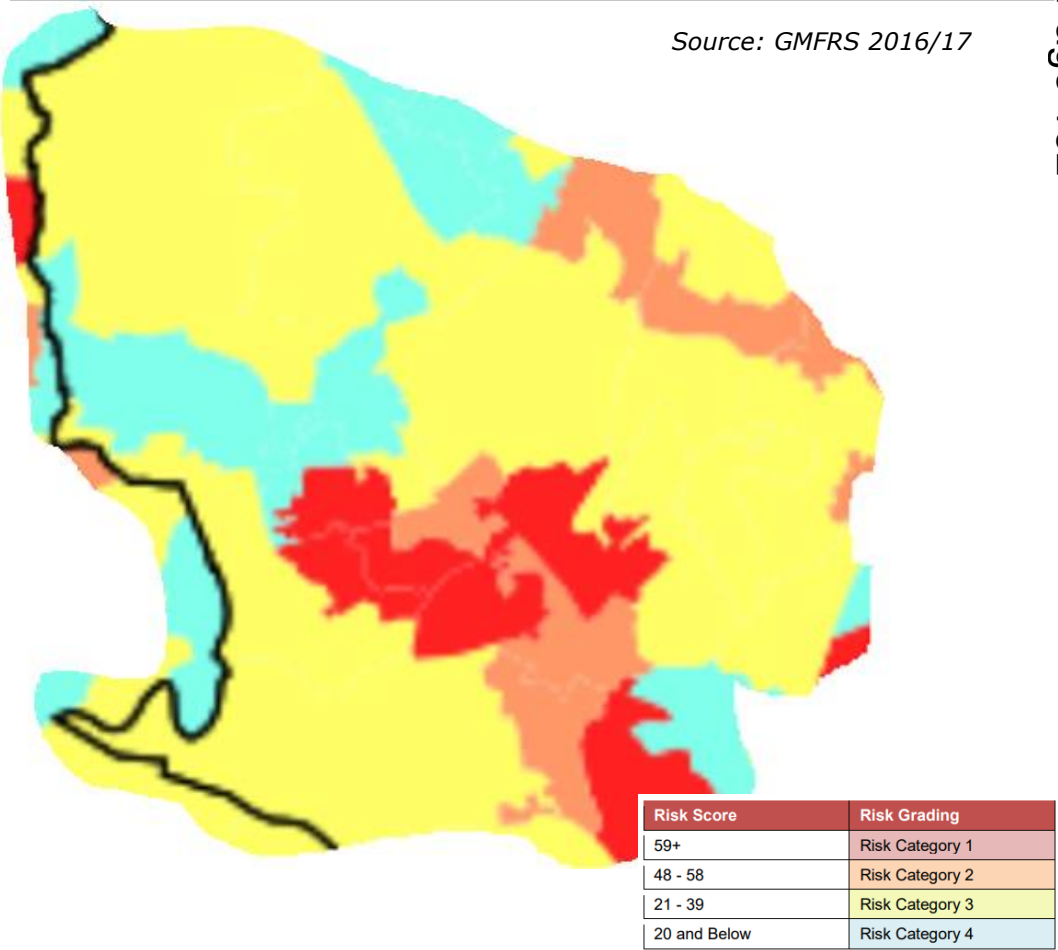 Source: GMFRS 2016/17
Risk Score Risk Grading
59+ Risk Category 1
48 - 58 Risk Category 2
21 - 39 Risk Category 3
20 and Below Risk Category 4